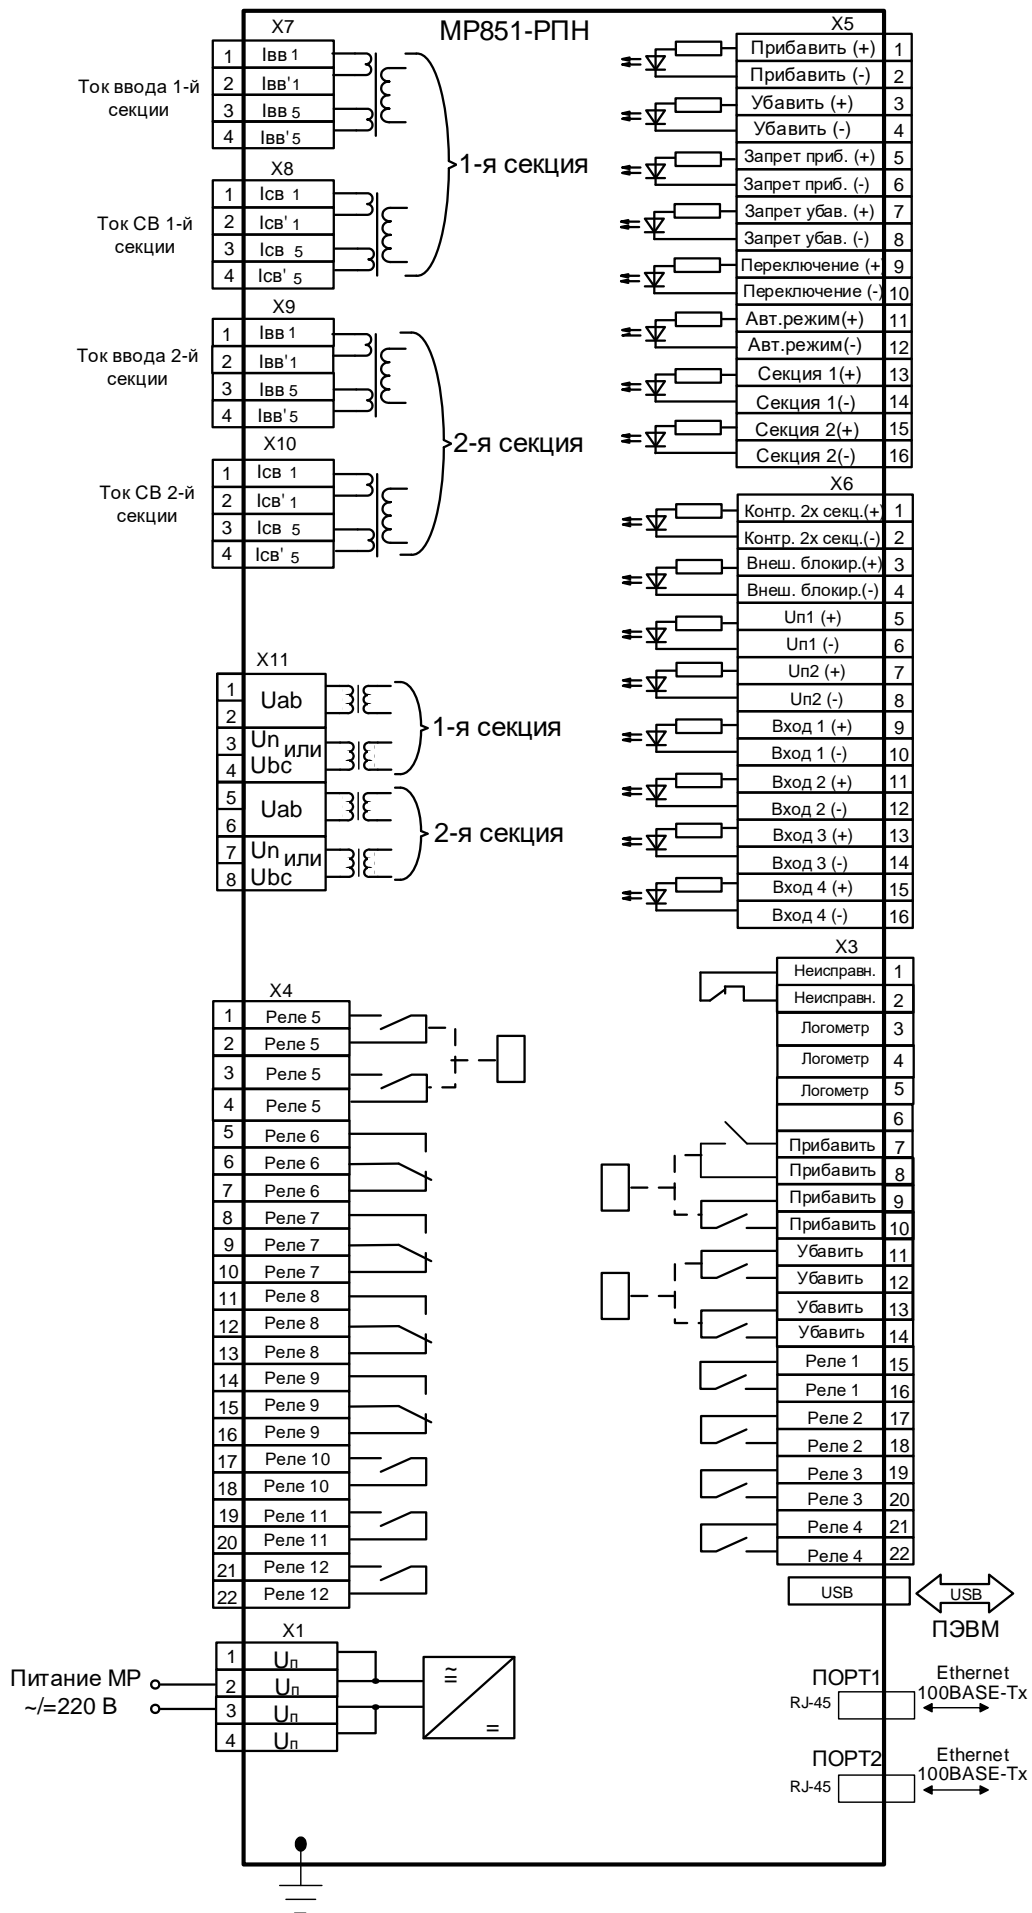 МР851-РПН
X7
Ток ввода 1-й
секции
1 Iвв 1
2 Iвв'1
3 Iвв 5
4 Iвв'5
1-я секция
X8
Ток СВ 1-й
секции
1 Iсв 1
2 Iсв' 1
3 Iсв 5
4 Iсв' 5
X9
Ток ввода 2-й
секции
1 Iвв 1
2 Iвв'1
3 Iвв 5
4 Iвв'5
2-я секция
X10
Ток СВ 2-й
секции
1 Iсв 1
2 Iсв' 1
3 Iсв 5
4 Iсв' 5
X11
1
2
Uab
3
4
Un или
Ubc
1-я секция
5
6
Uab
7
8
Un или
Ubc
2-я секция
X4
1 Реле 5
2 Реле 5
3 Реле 5
4 Реле 5
5 Реле 6
6 Реле 6
7 Реле 6
8 Реле 7
9 Реле 7
10 Реле 7
11 Реле 8
12 Реле 8
13 Реле 8
14 Реле 9
15 Реле 9
16 Реле 9
17 Реле 10
18 Реле 10
19 Реле 11
20 Реле 11
21 Реле 12
22 Реле 12
X1
Питание МР
~/=220 В
1 Uп
2 Uп
3 Uп
4 Uп
≅
=
X5
Прибавить (+) 1
Прибавить (-) 2
Убавить (+) 3
Убавить (-) 4
Запрет приб. (+) 5
Запрет приб. (-) 6
Запрет убав. (+) 7
Запрет убав. (-) 8
Переключение (+ 9
Переключение (-) 10
Авт.режим(+) 11
Авт.режим(-) 12
Секция 1(+) 13
Секция 1(-) 14
Секция 2(+) 15
Секция 2(-) 16
X6
Контр. 2х секц.(+ 1
Контр. 2х секц.(-) 2
Внеш. блокир.(+) 3
Внеш. блокир.(-) 4
Uп1 (+) 5
Uп1 (-) 6
Uп2 (+) 7
Uп2 (-) 8
Вход 1 (+) 9
Вход 1 (-) 10
Вход 2 (+) 11
Вход 2 (-) 12
Вход 3 (+) 13
Вход 3 (-) 14
Вход 4 (+) 15
Вход 4 (-) 16
X3
Неисправн. 1
Неисправн. 2
Логометр 3
Логометр 4
Логометр 5
6
Прибавить 7
Прибавить 8
Прибавить 9
Прибавить 10
Убавить 11
Убавить 12
Убавить 13
Убавить 14
Реле 1 15
Реле 1 16
Реле 2 17
Реле 2 18
Реле 3 19
Реле 3 20
Реле 4 21
Реле 4 22
USB
USB
ПЭВМ
ПОРТ1
RJ-45
Ethernet
100BASE-Tx
ПОРТ2
RJ-45
Ethernet
100BASE-Tx